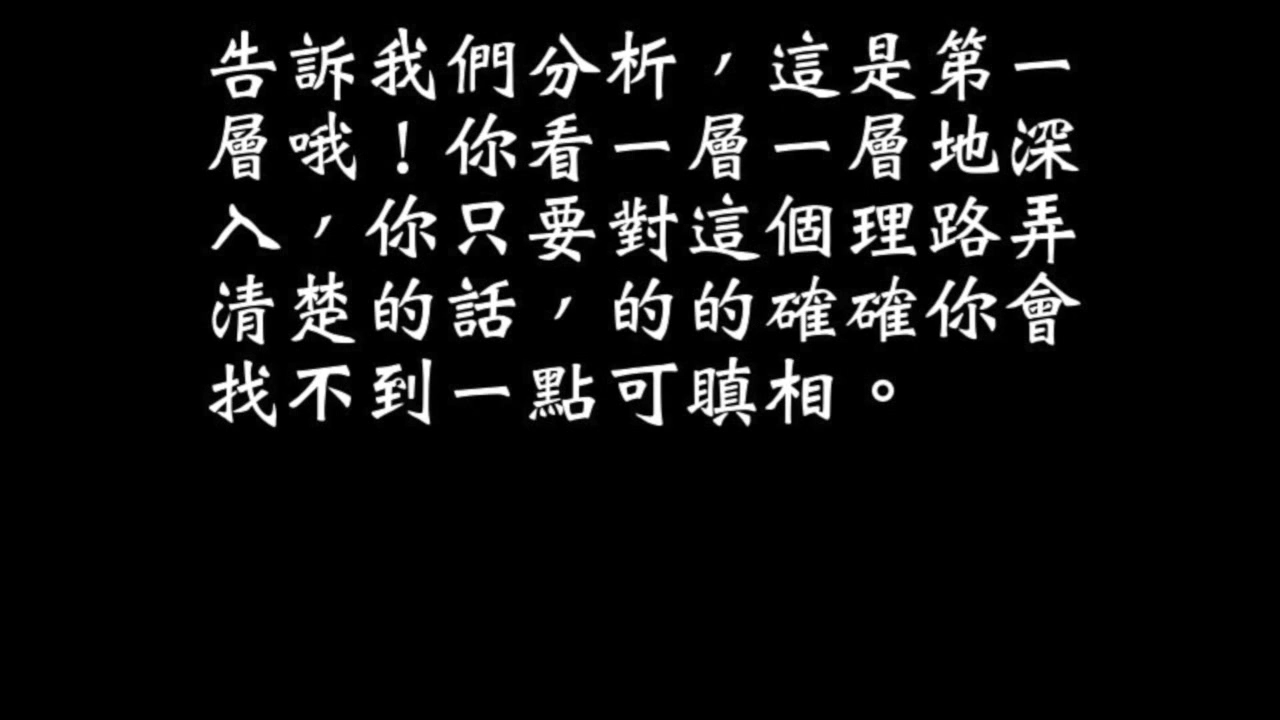 告訴我們分析，這是第一
層哦！你看一層一層地深
入，你只要對這個理路弄
清楚的話，的的確確你會
找不到一點可瞋相。